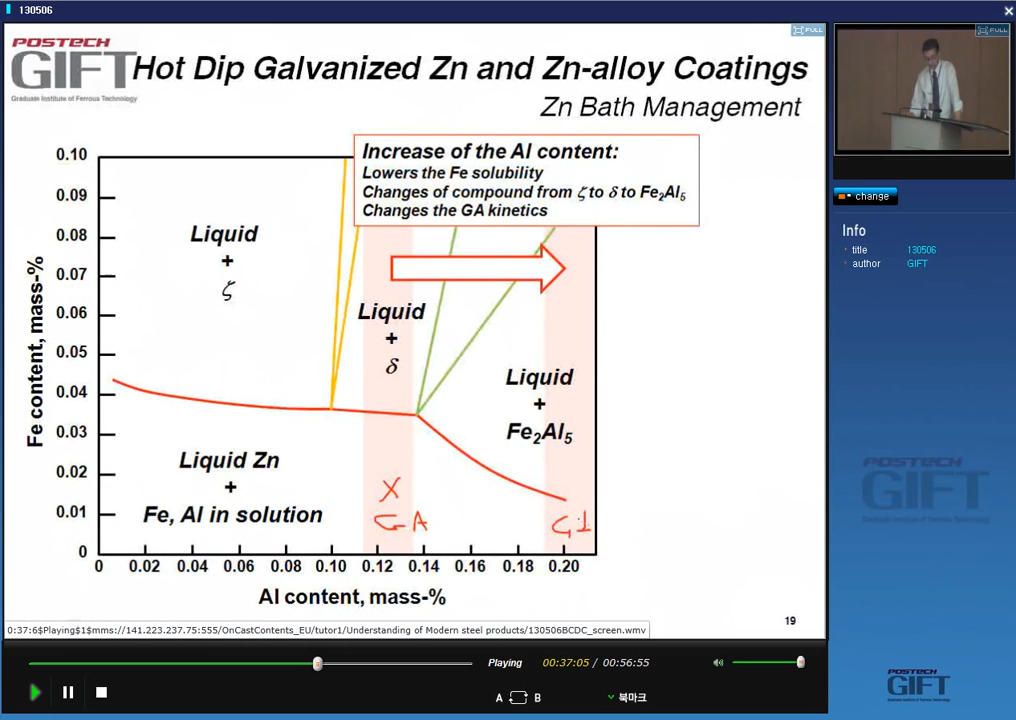 130506
POSTECH
GIFT
Graduate Institute of Ferrous Technology
Hot Dip Galvanized Zn and Zn-alloy Coatings
Zn Bath Management
FULL
FULL
change
Info
title 130506
author GIFT
Increase of the Al content:
Lowers the Fe solubility
Changes of compound from ζ to δ to Fe₂Al₅
Changes the GA kinetics
Fe content, mass-%
0.10
0.09
0.08
0.07
0.06
0.05
0.04
0.03
0.02
0.01
0
Liquid
+
ζ
Liquid
+
δ
Liquid
+
Fe₂Al₅
Liquid Zn
+
Fe, Al in solution
X
GA
GI
0 0.02 0.04 0.06 0.08 0.10 0.12 0.14 0.16 0.18 0.20
Al content, mass-%
19
0:37:6$Playing$1$mms://141.223.237.75:555/OnCastContents_EU/tutor1/Understanding of Modern steel products/130506BCDC_screen.wmv
Playing 00:37:05 / 00:56:55
A B 북마크
POSTECH
GIFT
POSTECH
GIFT